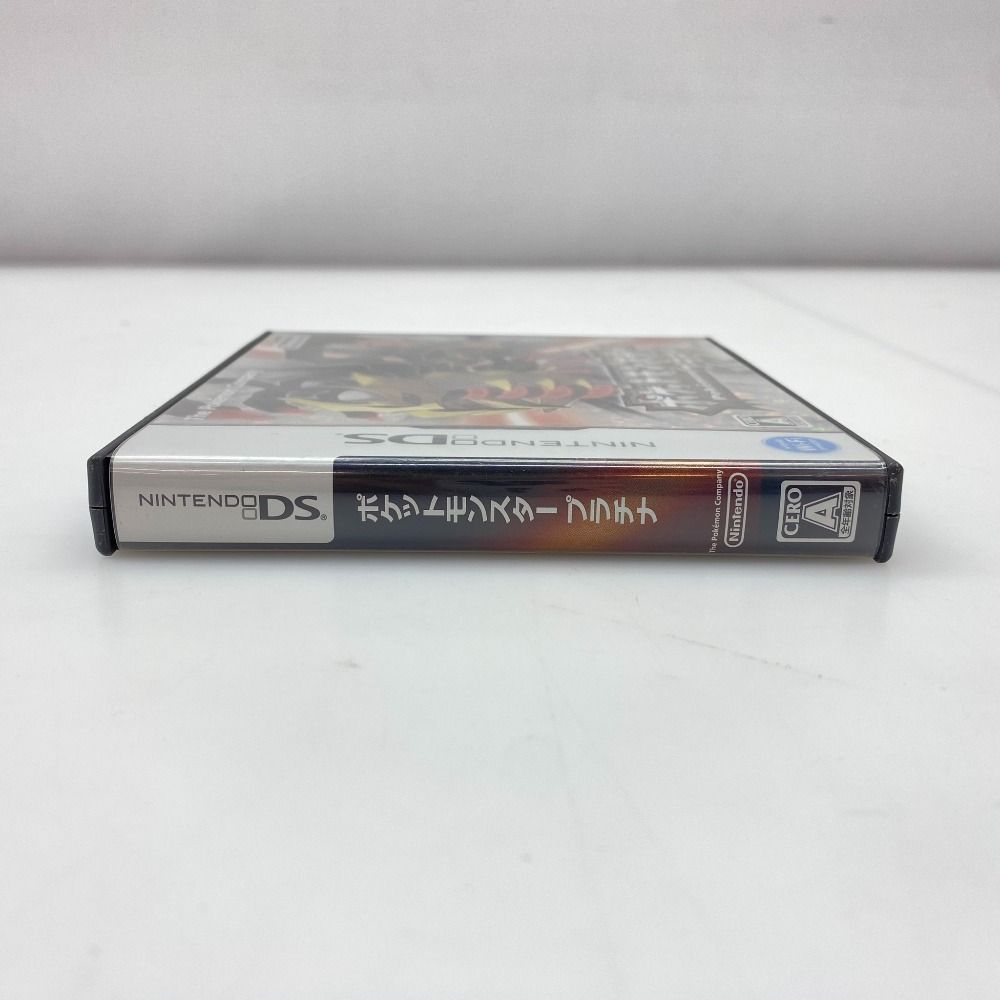 NINTENDO DS®
ポケットモンスター プラチナ
The Pokémon Company
Nintendo
CERO
A
全年齢対象
NINTENDO DS